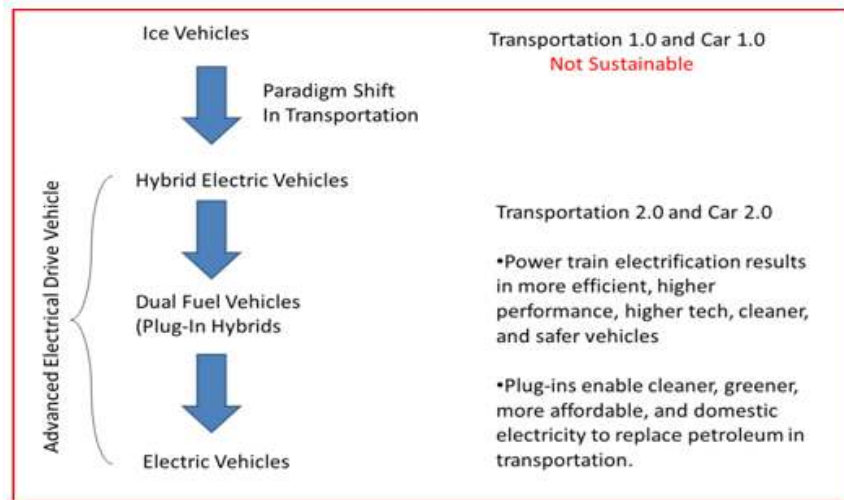 Ice Vehicles
Transportation 1.0 and Car 1.0
Not Sustainable
Paradigm Shift
In Transportation
Advanced Electrical Drive Vehicle
Hybrid Electric Vehicles
Dual Fuel Vehicles
(Plug-In Hybrids
Electric Vehicles
Transportation 2.0 and Car 2.0
•Power train electrification results
in more efficient, higher
performance, higher tech, cleaner,
and safer vehicles
•Plug-ins enable cleaner, greener,
more affordable, and domestic
electricity to replace petroleum in
transportation.